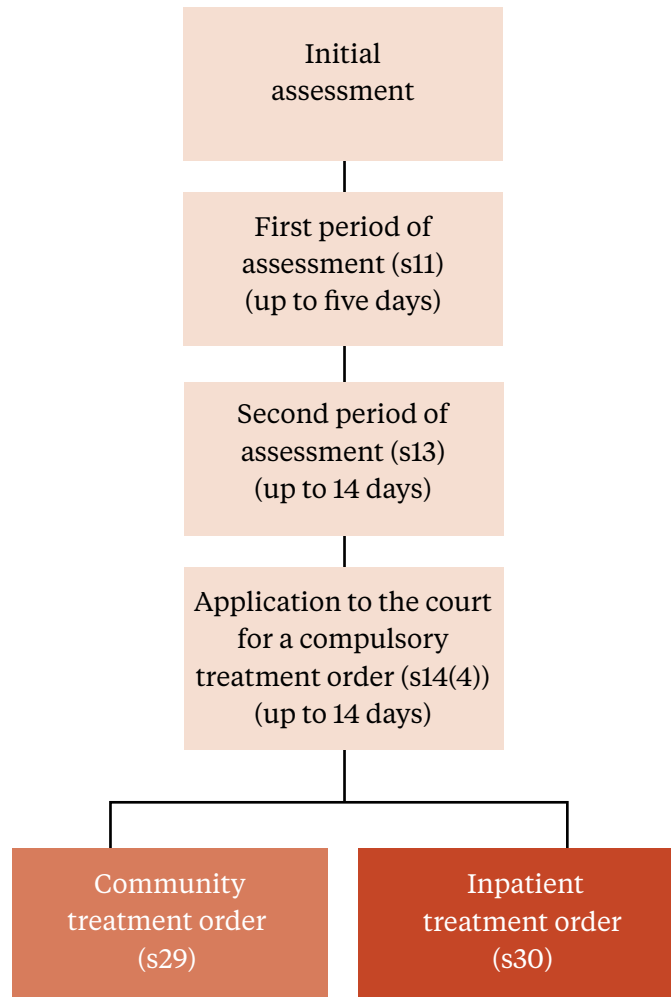 Initial
assessment
First period of
assessment (s11)
(up to five days)
Second period of
assessment (s13)
(up to 14 days)
Application to the court
for a compulsory
treatment order (s14(4))
(up to 14 days)
Community
treatment order
(s29)
Inpatient
treatment order
(s30)